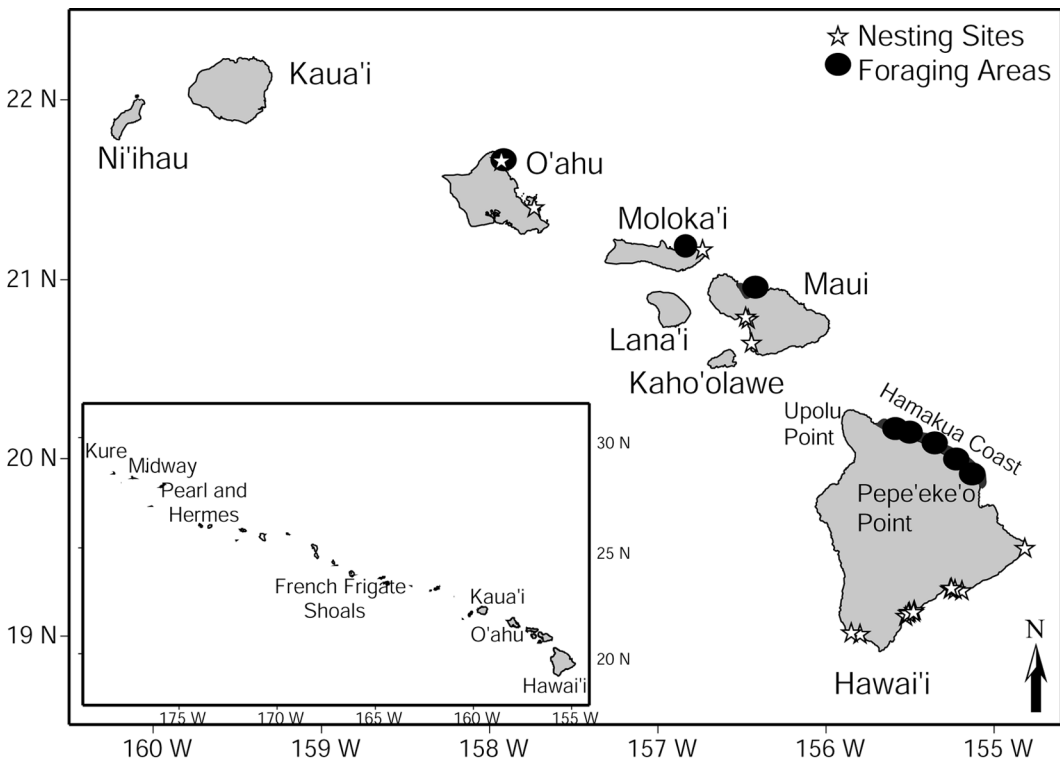 Nesting Sites
Foraging Areas
Kaua'i
22 N
Ni'ihau
O'ahu
Moloka'i
21 N
Maui
Lana'i
Kaho'olawe
Upolu
Point
Hamakua Coast
20 N
Pepe'eke'o
Point
Kure
Midway
Pearl and
Hermes
30 N
25 N
French Frigate
Shoals
Kaua'i
O'ahu
Hawai'i
20 N
19 N
N
Hawai'i
175 W 170 W 165 W 160 W 155 W
160 W 159 W 158 W 157 W 156 W 155 W